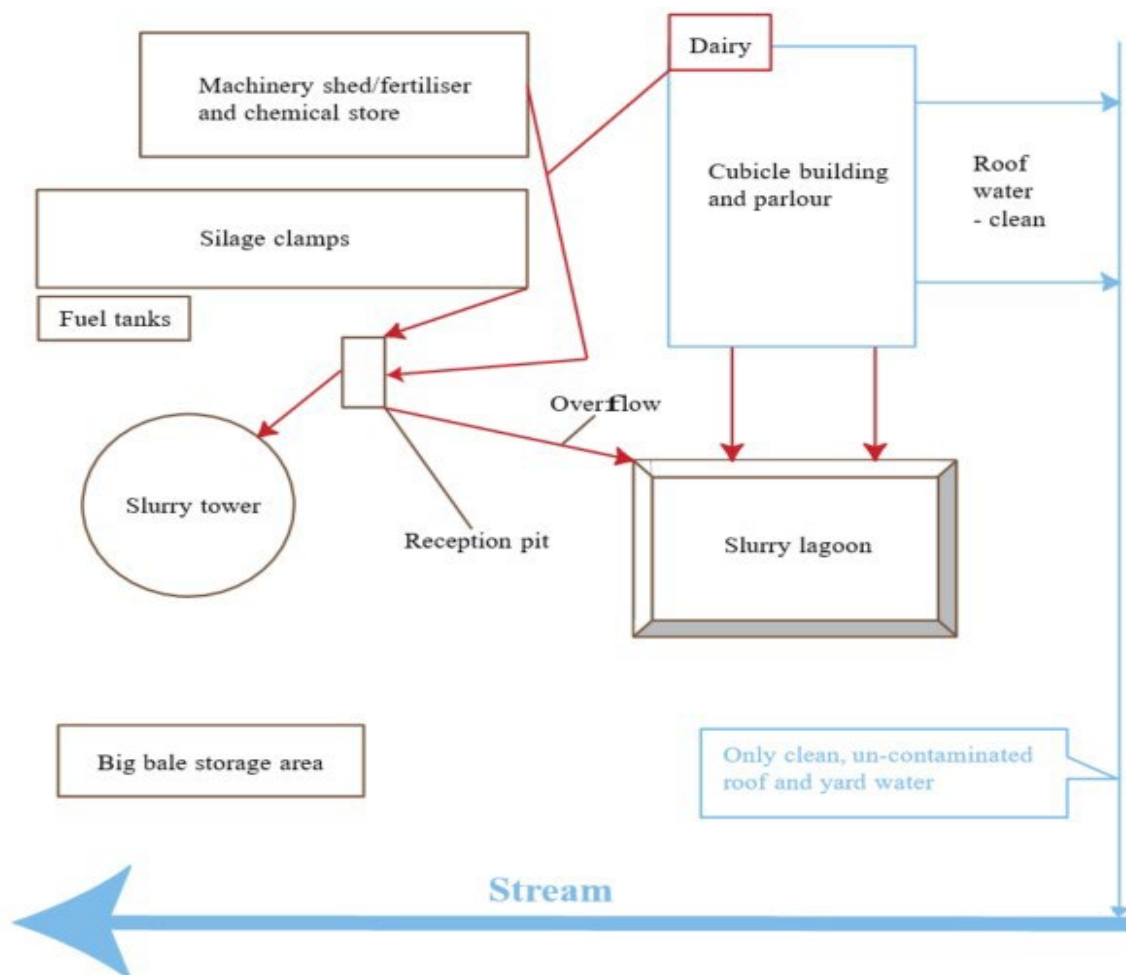 Dairy
Machinery shed/fertiliser
and chemical store
Cubicle building
and parlour
Roof
water
- clean
Silage clamps
Fuel tanks
Overflow
Slurry tower
Reception pit
Slurry lagoon
Big bale storage area
Only clean, un-contaminated
roof and yard water
Stream